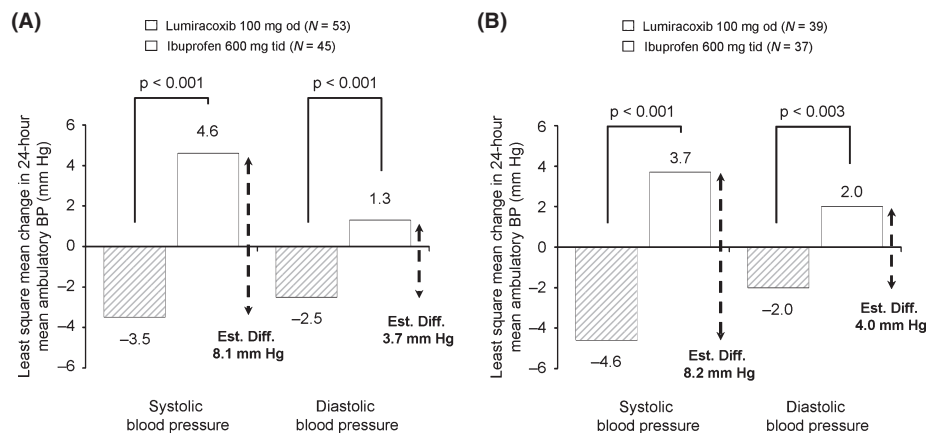 (A)
Lumiracoxib 100 mg od (N = 53)
Ibuprofen 600 mg tid (N = 45)
p < 0.001
p < 0.001
Least square mean change in 24-hour
mean ambulatory BP (mm Hg)
6
4
2
0
–2
–4
–6
4.6
1.3
–3.5
–2.5
Est. Diff.
8.1 mm Hg
Est. Diff.
3.7 mm Hg
Systolic
blood pressure
Diastolic
blood pressure
(B)
Lumiracoxib 100 mg od (N = 39)
Ibuprofen 600 mg tid (N = 37)
p < 0.001
p < 0.003
Least square mean change in 24-hour
mean ambulatory BP (mm Hg)
6
4
2
0
–2
–4
–6
3.7
2.0
–4.6
–2.0
Est. Diff.
8.2 mm Hg
Est. Diff.
4.0 mm Hg
Systolic
blood pressure
Diastolic
blood pressure